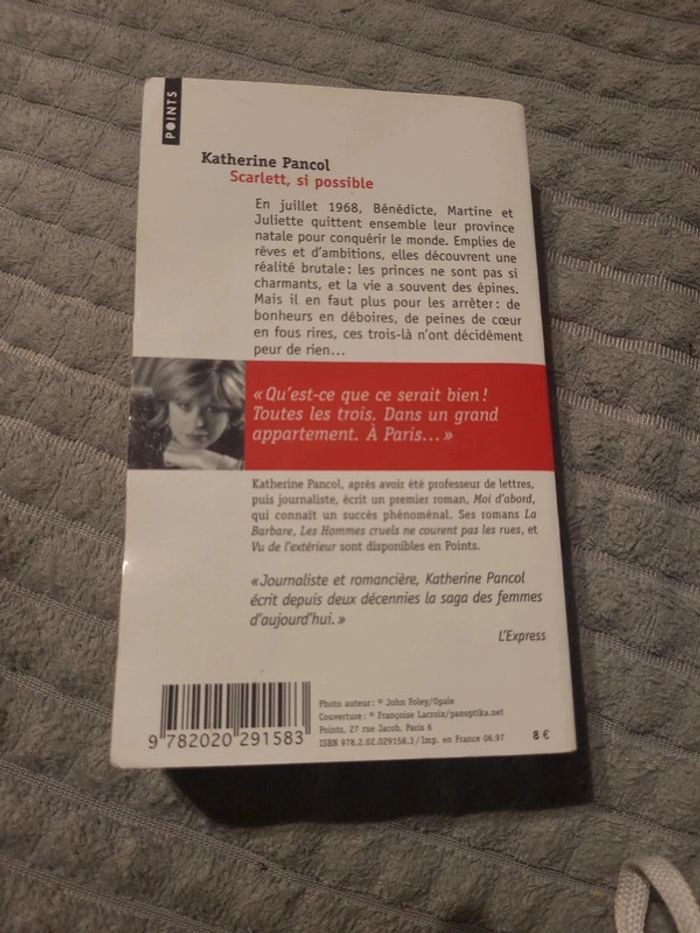 POINTS
Katherine Pancol
Scarlett, si possible
En juillet 1968, Bénédicte, Martine et
Juliette quittent ensemble leur province
natale pour conquérir le monde. Emplies de
rêves et d'ambitions, elles découvrent une
réalité brutale : les princes ne sont pas si
charmants, et la vie a souvent des épines.
Mais il en faut plus pour les arrêter : de
bonheurs en déboires, de peines de cœur
en fous rires, ces trois-là n'ont décidément
peur de rien...
« Qu'est-ce que ce serait bien !
Toutes les trois. Dans un grand
appartement. À Paris... »
Katherine Pancol, après avoir été professeur de lettres,
puis journaliste, écrit un premier roman, Moi d'abord,
qui connaît un succès phénoménal. Ses romans La
Barbare, Les Hommes cruels ne courent pas les rues, et
Vu de l'extérieur sont disponibles en Points.
« Journaliste et romancière, Katherine Pancol
écrit depuis deux décennies la saga des femmes
d'aujourd'hui. »
L'Express
Photo auteur : © John Foley/Opale
Couverture : © Françoise Lacroix/panoptika.net
Points, 27 rue Jacob, Paris 6
ISBN 978.2.02.029158.3/Imp. en France 06.97
8 €
9 782020 291583